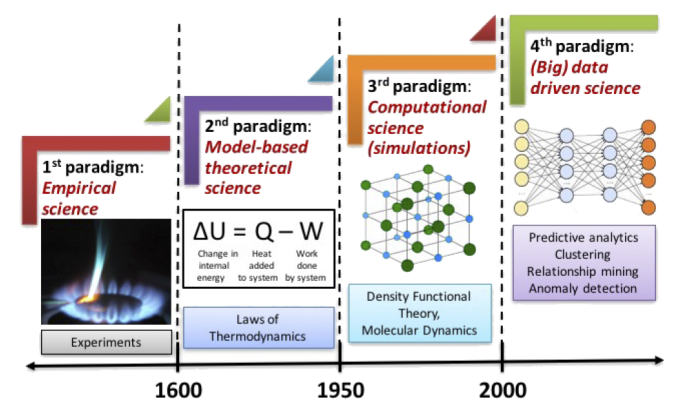 1st paradigm:
Empirical
science
Experiments
2nd paradigm:
Model-based
theoretical
science
ΔU = Q – W
Change in internal energy
Heat added to system
Work done by system
Laws of
Thermodynamics
3rd paradigm:
Computational
science
(simulations)
Density Functional
Theory,
Molecular Dynamics
4th paradigm:
(Big) data
driven science
Predictive analytics
Clustering
Relationship mining
Anomaly detection
1600
1950
2000